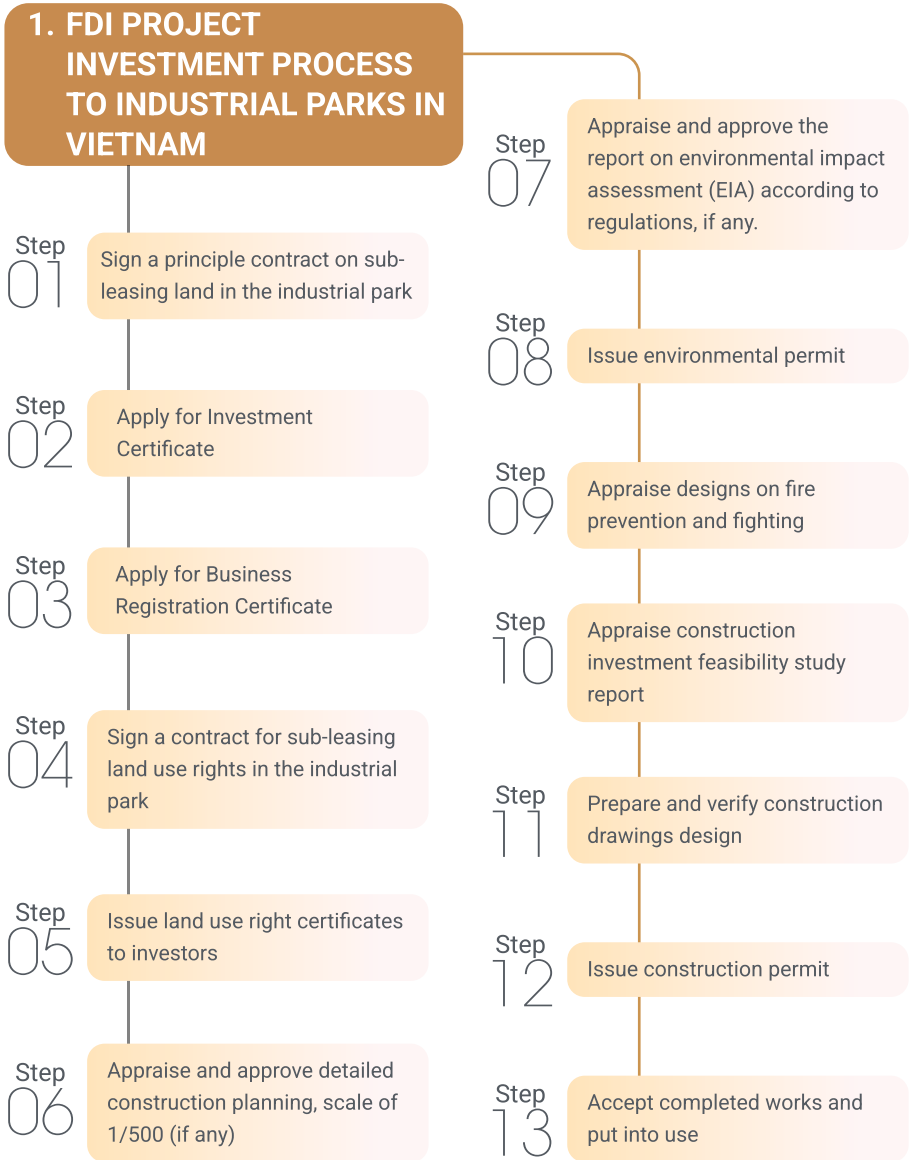 1. FDI PROJECT
INVESTMENT PROCESS
TO INDUSTRIAL PARKS IN
VIETNAM
Step
01
Sign a principle contract on sub-
leasing land in the industrial park
Step
02
Apply for Investment
Certificate
Step
03
Apply for Business
Registration Certificate
Step
04
Sign a contract for sub-leasing
land use rights in the industrial
park
Step
05
Issue land use right certificates
to investors
Step
06
Appraise and approve detailed
construction planning, scale of
1/500 (if any)
Step
07
Appraise and approve the
report on environmental impact
assessment (EIA) according to
regulations, if any.
Step
08
Issue environmental permit
Step
09
Appraise designs on fire
prevention and fighting
Step
10
Appraise construction
investment feasibility study
report
Step
11
Prepare and verify construction
drawings design
Step
12
Issue construction permit
Step
13
Accept completed works and
put into use